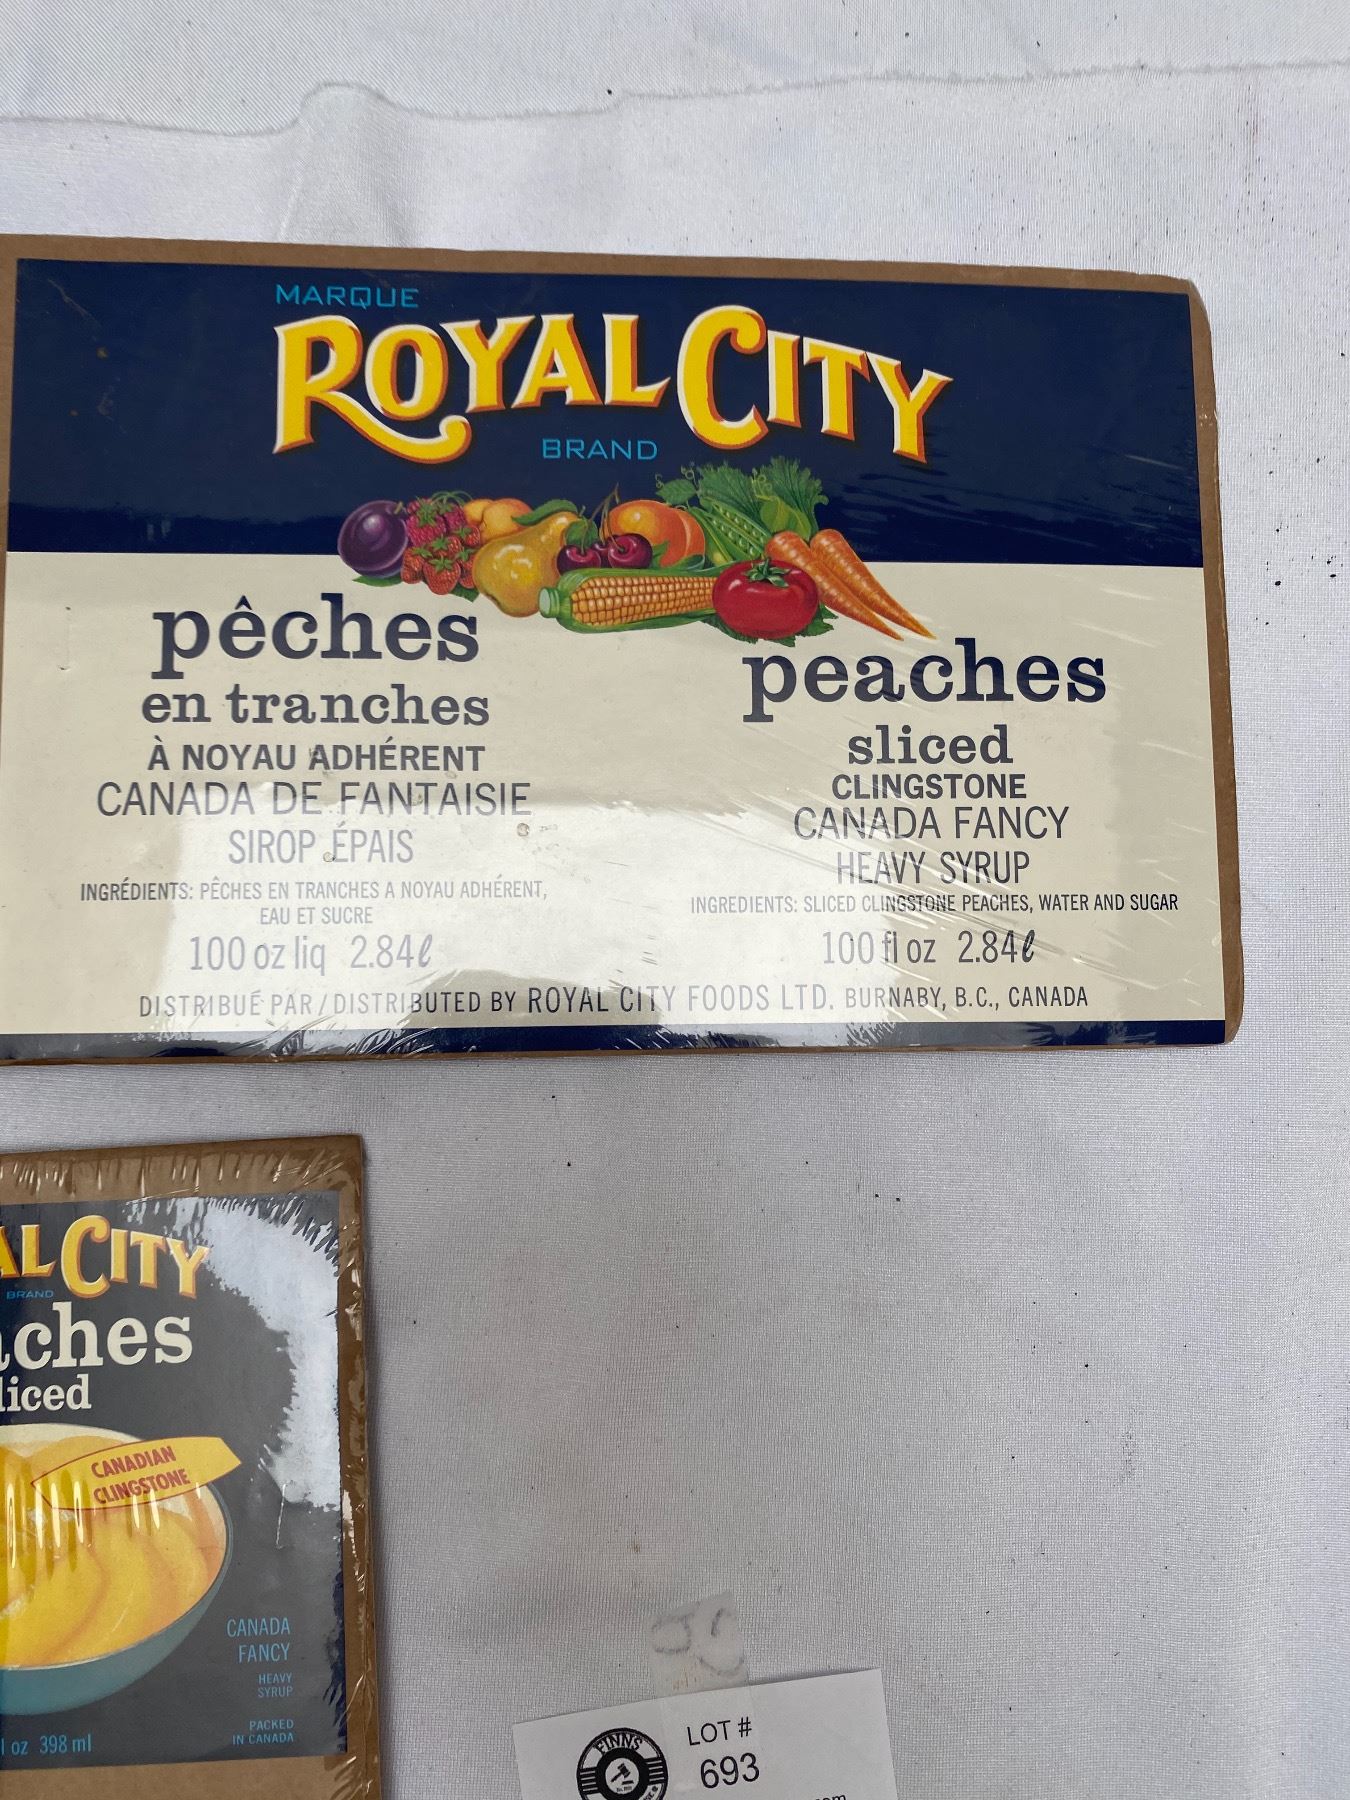 MARQUE
ROYAL CITY
BRAND
pêches
en tranches
À NOYAU ADHÉRENT
CANADA DE FANTAISIE
SIROP ÉPAIS
INGRÉDIENTS: PÊCHES EN TRANCHES A NOYAU ADHÉRENT,
EAU ET SUCRE
100 oz liq 2.84ℓ
peaches
sliced
CLINGSTONE
CANADA FANCY
HEAVY SYRUP
INGREDIENTS: SLICED CLINGSTONE PEACHES, WATER AND SUGAR
100 fl oz 2.84ℓ
DISTRIBUÉ PAR / DISTRIBUTED BY ROYAL CITY FOODS LTD. BURNABY, B.C., CANADA
AL CITY
BRAND
aches
liced
CANADIAN
CLINGSTONE
CANADA
FANCY
HEAVY
SYRUP
PACKED
IN CANADA
l oz 398 ml
JC
FINNS
LOT #
693